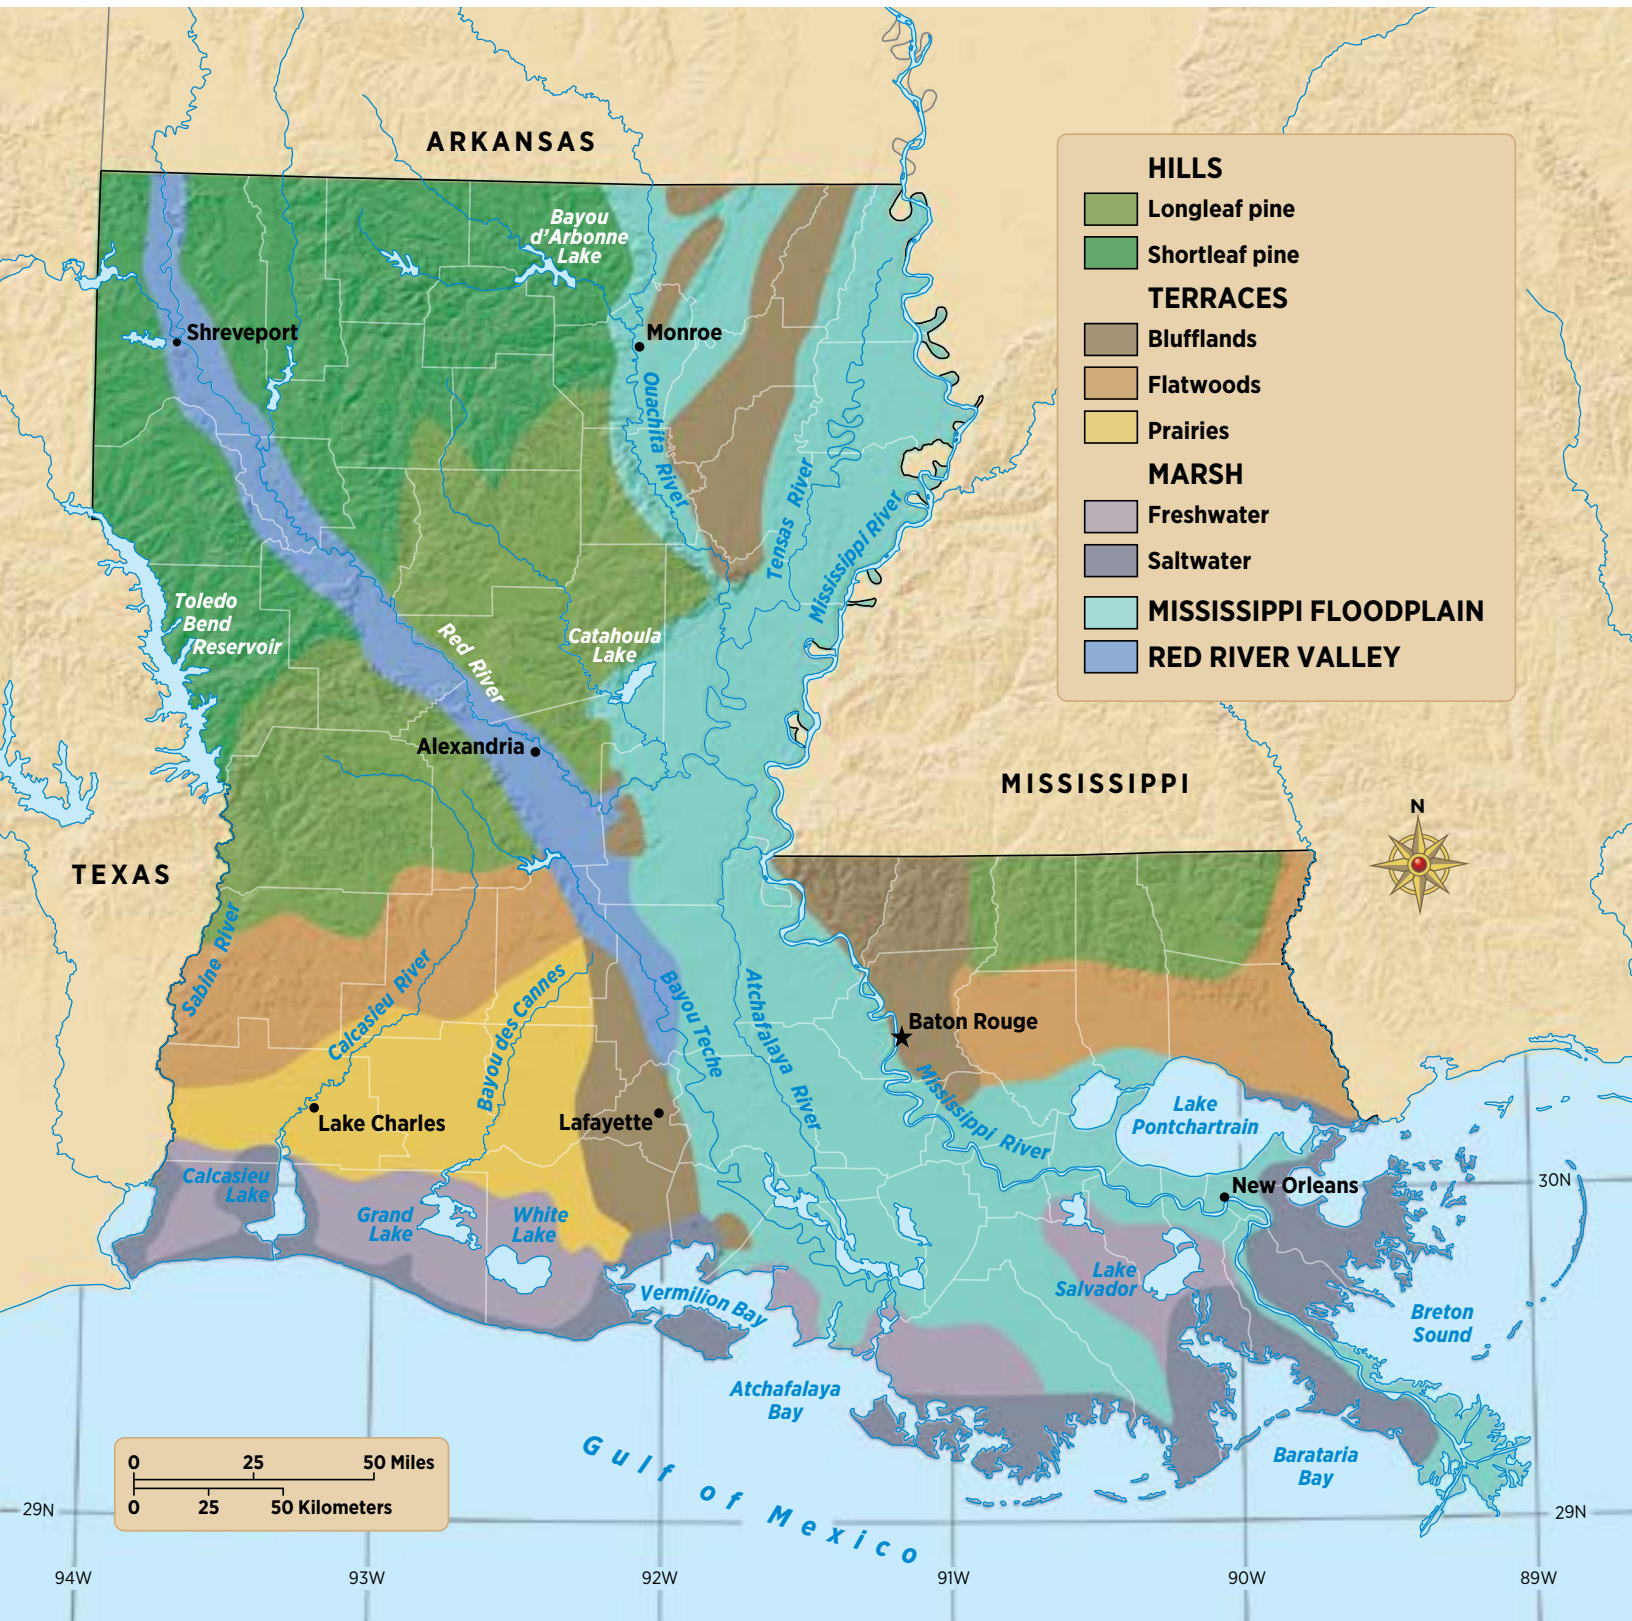 ARKANSAS
HILLS
Longleaf pine
Shortleaf pine
TERRACES
Blufflands
Flatwoods
Prairies
MARSH
Freshwater
Saltwater
MISSISSIPPI FLOODPLAIN
RED RIVER VALLEY
Bayou
d'Arbonne
Lake
Shreveport
Monroe
Ouachita River
Tensas River
Mississippi River
Toledo
Bend
Reservoir
Red River
Catahoula
Lake
Alexandria
MISSISSIPPI
N
TEXAS
Sabine River
Calcasieu River
Bayou des Cannes
Bayou Teche
Atchafalaya River
Baton Rouge
Mississippi River
Lake
Pontchartrain
Lake Charles
Lafayette
Calcasieu
Lake
Grand
Lake
White
Lake
New Orleans
30N
Lake
Salvador
Vermilion Bay
Breton
Sound
Atchafalaya
Bay
Barataria
Bay
Gulf of Mexico
0 25 50 Miles
0 25 50 Kilometers
29N
29N
94W
93W
92W
91W
90W
89W